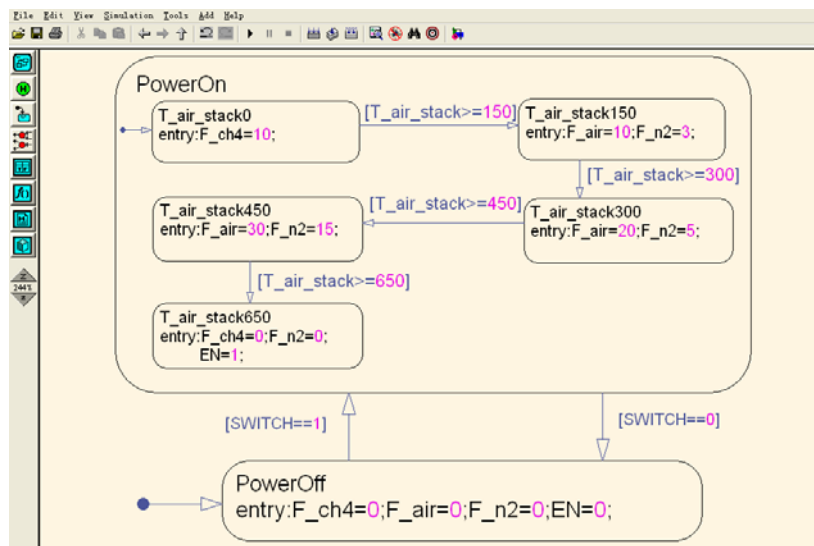 File Edit View Simulation Tools Add Help
PowerOn
T_air_stack0
entry:F_ch4=10;
[T_air_stack>=150]
T_air_stack150
entry:F_air=10;F_n2=3;
[T_air_stack>=300]
T_air_stack450
entry:F_air=30;F_n2=15;
[T_air_stack>=450]
T_air_stack300
entry:F_air=20;F_n2=5;
[T_air_stack>=650]
T_air_stack650
entry:F_ch4=0;F_n2=0;
EN=1;
244%
[SWITCH==1]
[SWITCH==0]
PowerOff
entry:F_ch4=0;F_air=0;F_n2=0;EN=0;